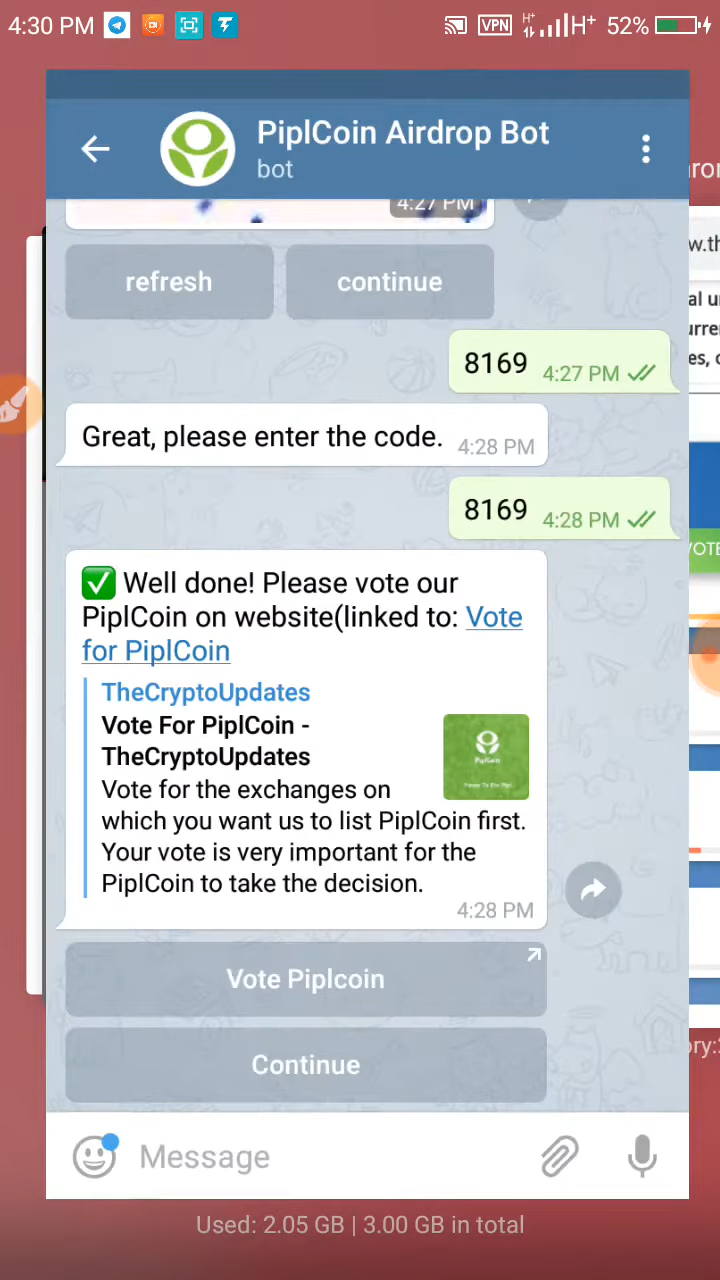 4:30 PM VPN H+ H+ 52%
PiplCoin Airdrop Bot
bot
4:27 PM
refresh continue
8169 4:27 PM
Great, please enter the code. 4:28 PM
8169 4:28 PM
✅ Well done! Please vote our
PiplCoin on website(linked to: Vote
for PiplCoin
TheCryptoUpdates
Vote For PiplCoin -
TheCryptoUpdates
PiplCoin
Vote for the exchanges on
which you want us to list PiplCoin first.
Your vote is very important for the
PiplCoin to take the decision.
4:28 PM
Vote Piplcoin
Continue
Message
Used: 2.05 GB | 3.00 GB in total